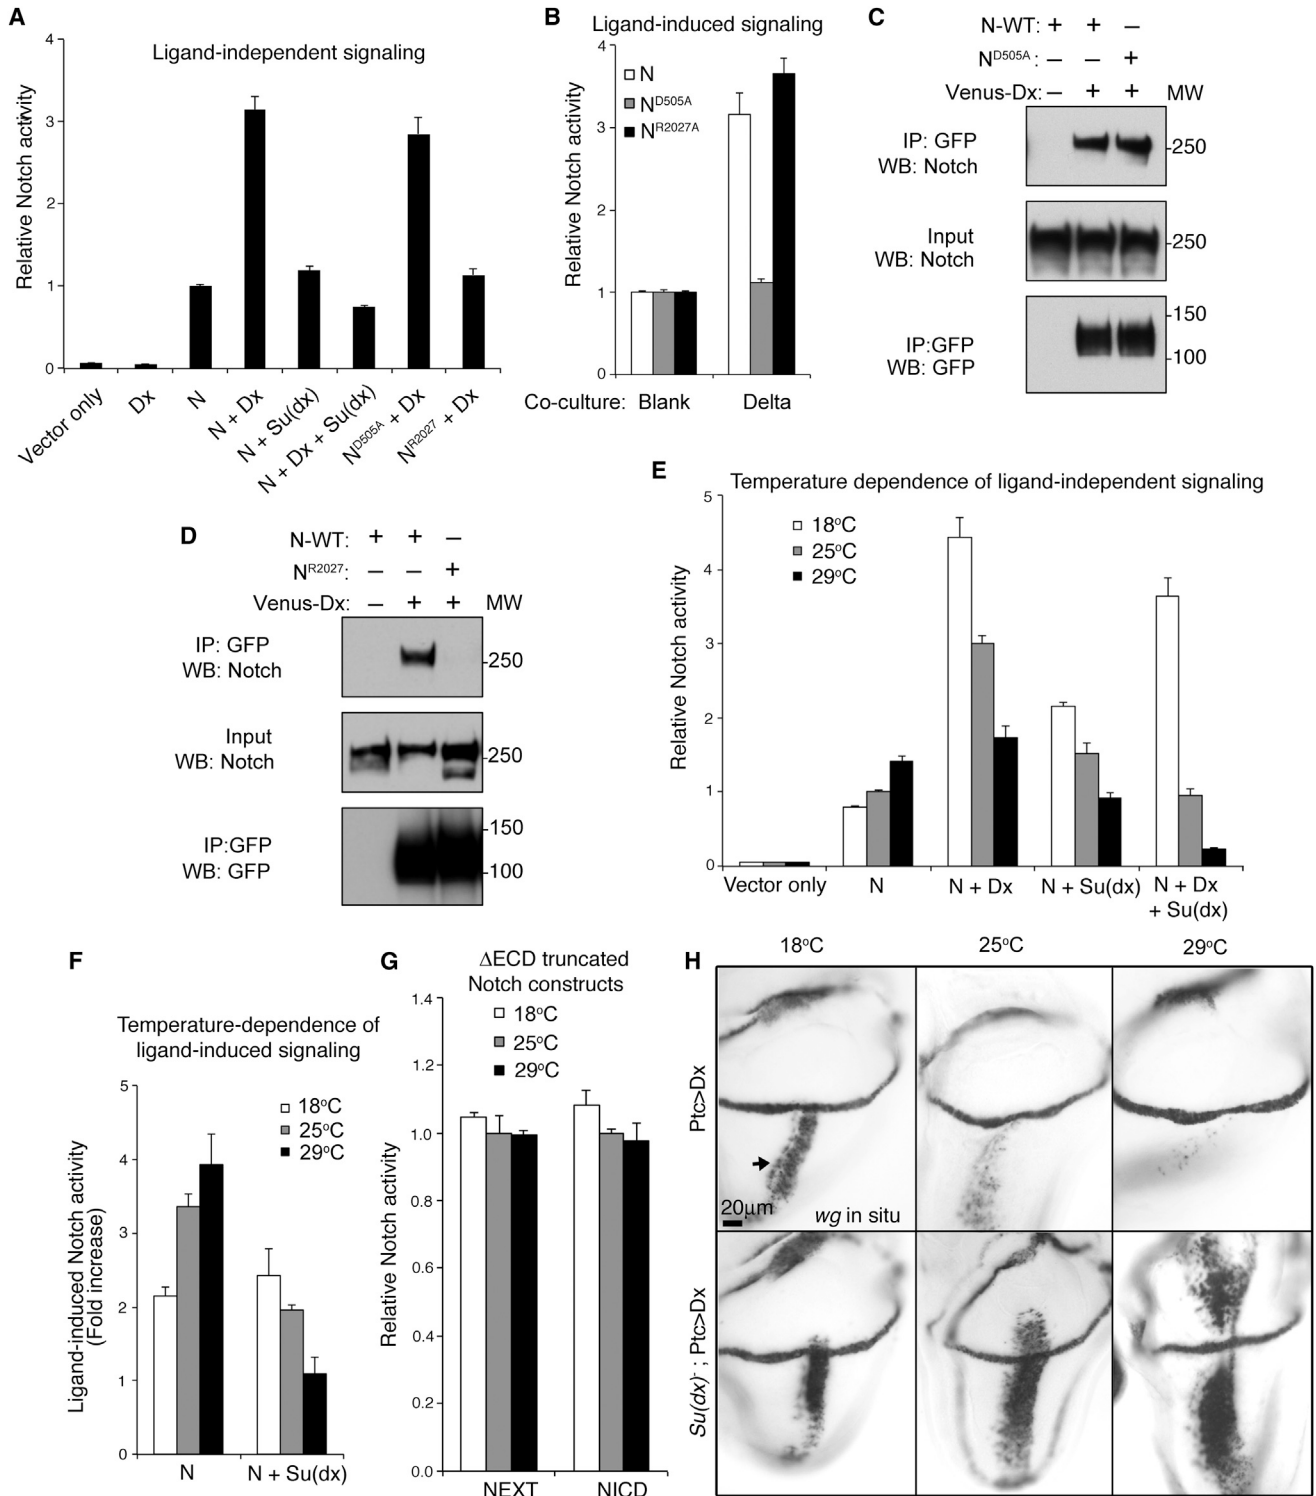 A
Ligand-independent signaling
Relative Notch activity
4
3
2
1
0
Vector only
Dx
N
N + Dx
N + Su(dx)
N + Dx + Su(dx)
N^D505A + Dx
N^R2027 + Dx
B
Ligand-induced signaling
Relative Notch activity
4
3
2
1
0
N
N^D505A
N^R2027A
Co-culture: Blank Delta
C
N-WT: + + –
N^D505A: – – +
Venus-Dx: – + + MW
IP: GFP
WB: Notch
250
Input
WB: Notch
250
IP:GFP
WB: GFP
150
100
D
N-WT: + + –
N^R2027: – – +
Venus-Dx: – + + MW
IP: GFP
WB: Notch
250
Input
WB: Notch
250
IP:GFP
WB: GFP
150
100
E
Temperature dependence of ligand-independent signaling
Relative Notch activity
5
4
3
2
1
0
18°C
25°C
29°C
Vector only N N + Dx N + Su(dx) N + Dx
+ Su(dx)
F
Temperature-dependence of
ligand-induced signaling
Ligand-induced Notch activity
(Fold increase)
5
4
3
2
1
0
18°C
25°C
29°C
N N + Su(dx)
G
ΔECD truncated
Notch constructs
Relative Notch activity
1.4
1.2
1.0
0.8
0.6
0.4
0.2
0.0
18°C
25°C
29°C
NEXT NICD
H
18°C 25°C 29°C
Ptc>Dx
20μm
wg in situ
Su(dx)⁻ ; Ptc>Dx